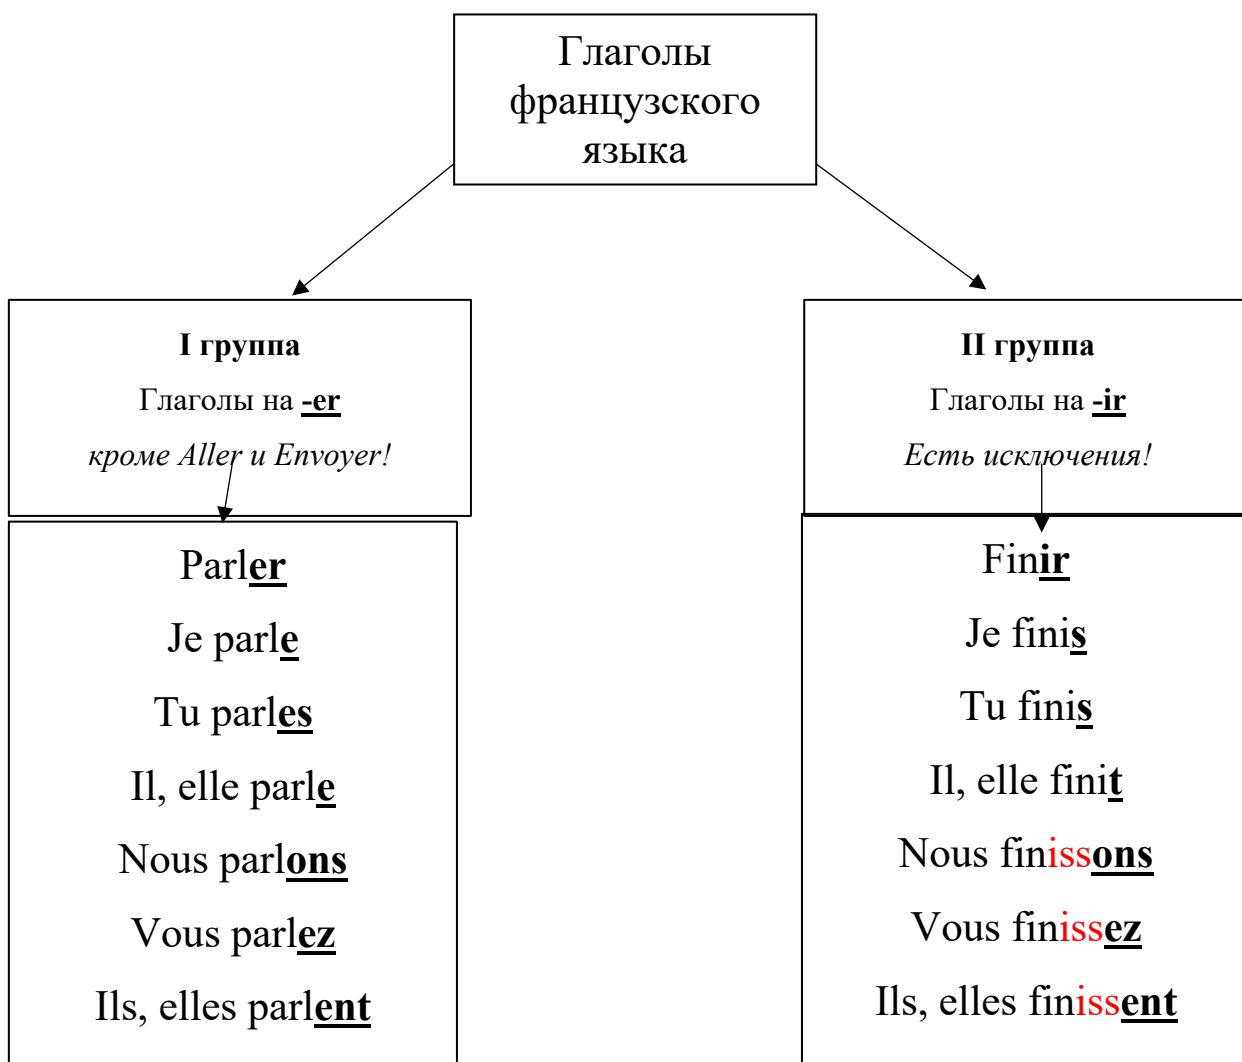 Глаголы
французского
языка
I группа
Глаголы на -er
кроме Aller и Envoyer!
Parler
Je parle
Tu parles
Il, elle parle
Nous parlons
Vous parlez
Ils, elles parlent
II группа
Глаголы на -ir
Есть исключения!
Finir
Je finis
Tu finis
Il, elle finit
Nous finissons
Vous finissez
Ils, elles finissent